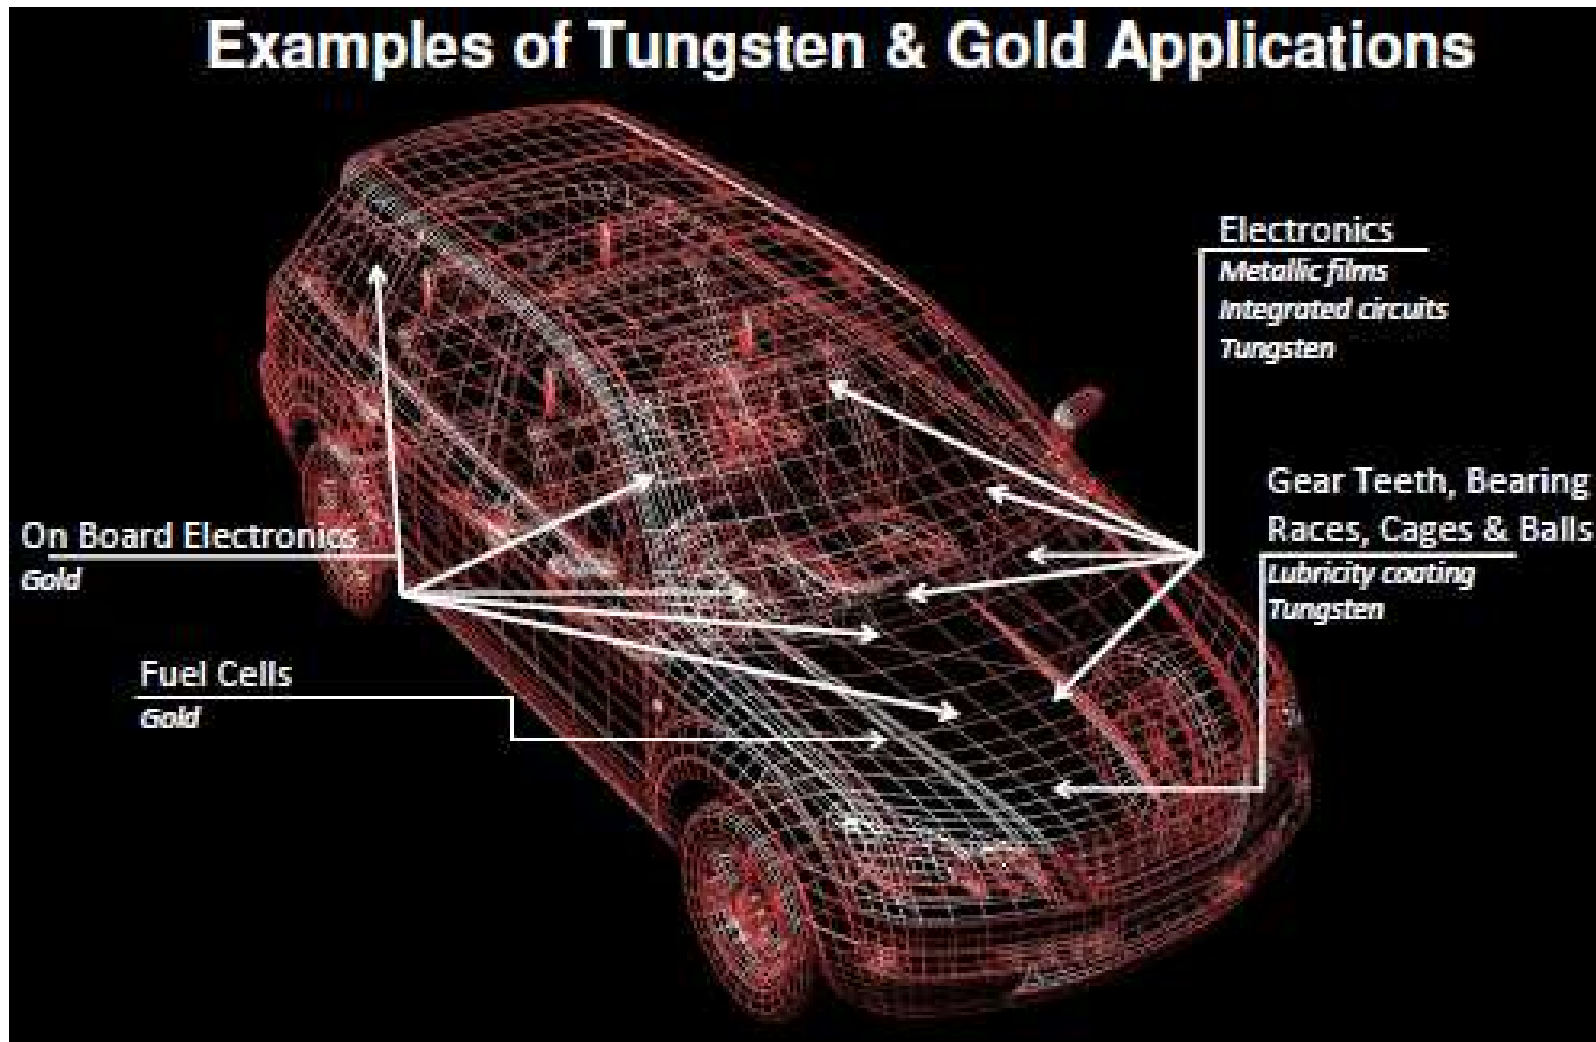 Examples of Tungsten & Gold Applications
Electronics
Metallic films
Integrated circuits
Tungsten
Gear Teeth, Bearing
Races, Cages & Balls
Lubricity coating
Tungsten
On Board Electronics
Gold
Fuel Cells
Gold